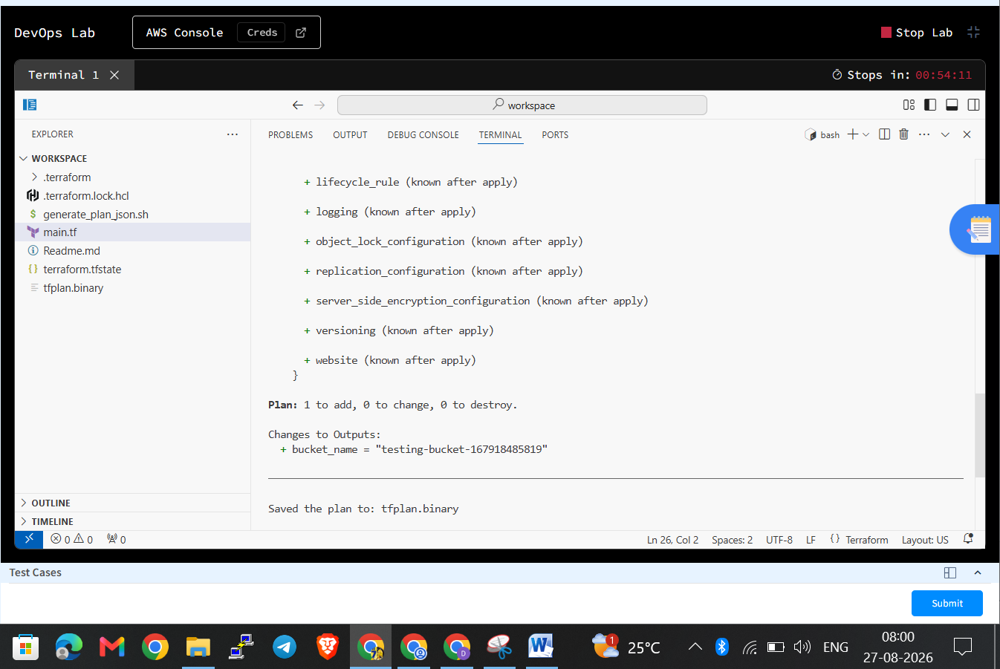 DevOps Lab
AWS Console Creds
Stop Lab
Terminal 1
Stops in: 00:54:11
workspace
EXPLORER
PROBLEMS OUTPUT DEBUG CONSOLE TERMINAL PORTS
bash
WORKSPACE
.terraform
.terraform.lock.hcl
generate_plan_json.sh
main.tf
Readme.md
terraform.tfstate
tfplan.binary
+ lifecycle_rule (known after apply)
+ logging (known after apply)
+ object_lock_configuration (known after apply)
+ replication_configuration (known after apply)
+ server_side_encryption_configuration (known after apply)
+ versioning (known after apply)
+ website (known after apply)
}
Plan: 1 to add, 0 to change, 0 to destroy.
Changes to Outputs:
+ bucket_name = "testing-bucket-167918485819"
Saved the plan to: tfplan.binary
OUTLINE
TIMELINE
0 0 0
Ln 26, Col 2 Spaces: 2 UTF-8 LF {} Terraform Layout: US
Test Cases
Submit
1
25°C
ENG
08:00
27-08-2026